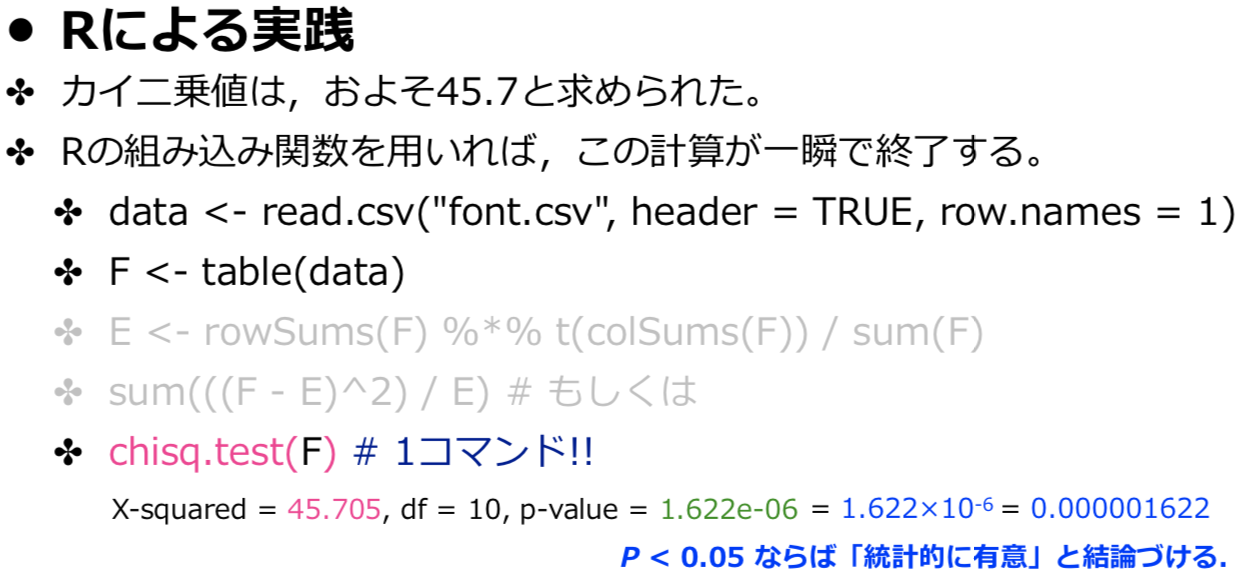 ● Rによる実践
✤ カイ二乗値は，およそ45.7と求められた。
✤ Rの組み込み関数を用いれば，この計算が一瞬で終了する。
✤ data <- read.csv("font.csv", header = TRUE, row.names = 1)
✤ F <- table(data)
✤ E <- rowSums(F) %*% t(colSums(F)) / sum(F)
✤ sum(((F - E)^2) / E) # もしくは
✤ chisq.test(F) # 1コマンド!!
X-squared = 45.705, df = 10, p-value = 1.622e-06 = 1.622×10⁻⁶ = 0.000001622
P < 0.05 ならば「統計的に有意」と結論づける.